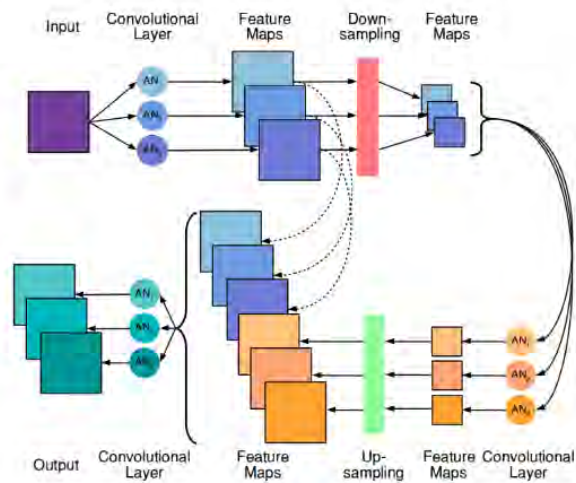 Input
Convolutional
Layer
Feature
Maps
Down-
sampling
Feature
Maps
AN
AN
AN
AN
AN
AN
AN
AN
AN
Output
Convolutional
Layer
Feature
Maps
Up-
sampling
Feature
Maps
Convolutional
Layer